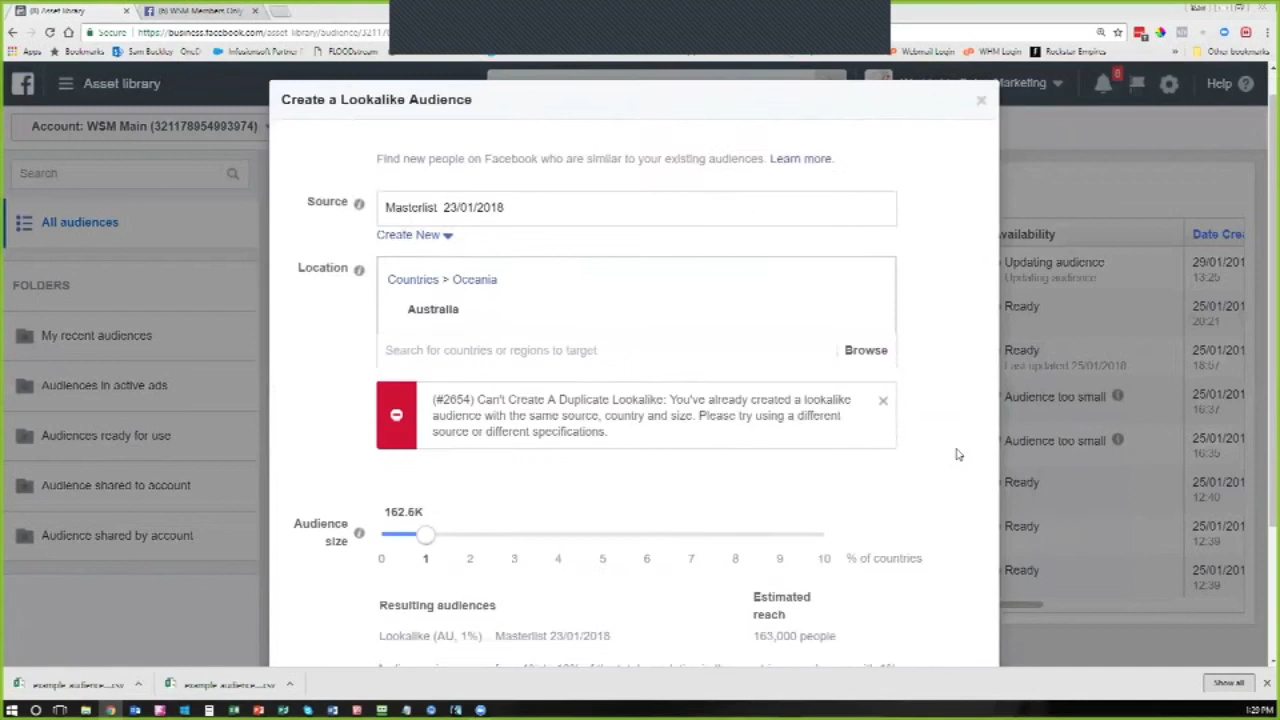 (8) Asset library
(6) WSM Members Only
Secure
https://business.facebook.com/asset_library/audience/3211
Apps
Bookmarks
Sam Buckley
OneD
Infusionsoft Partner
FLOODstream
Webmail Login
WHM Login
Rockstar Empires
Other bookmarks
Asset library
Marketing
8
Help
Account: WSM Main (321178954993974)
Search
All audiences
FOLDERS
My recent audiences
Audiences in active ads
Audiences ready for use
Audience shared to account
Audience shared by account
Create a Lookalike Audience
Find new people on Facebook who are similar to your existing audiences. Learn more.
Source
Masterlist 23/01/2018
Create New
Location
Countries > Oceania
Australia
Search for countries or regions to target
Browse
(#2654) Can't Create A Duplicate Lookalike: You've already created a lookalike
audience with the same source, country and size. Please try using a different
source or different specifications.
162.6K
Audience
size
0 1 2 3 4 5 6 7 8 9 10 % of countries
Resulting audiences
Estimated
reach
Lookalike (AU, 1%) Masterlist 23/01/2018
163,000 people
vailability
Date Crea
Updating audience
Updating audience
29/01/201
13:25
Ready
25/01/201
20:21
Ready
Last updated 25/01/2018
25/01/201
18:57
Audience too small
25/01/201
16:37
Audience too small
25/01/201
16:35
Ready
25/01/201
12:40
Ready
25/01/201
12:39
Ready
25/01/201
12:39
example audience....csv
example audience....csv
Show all
1:29 PM